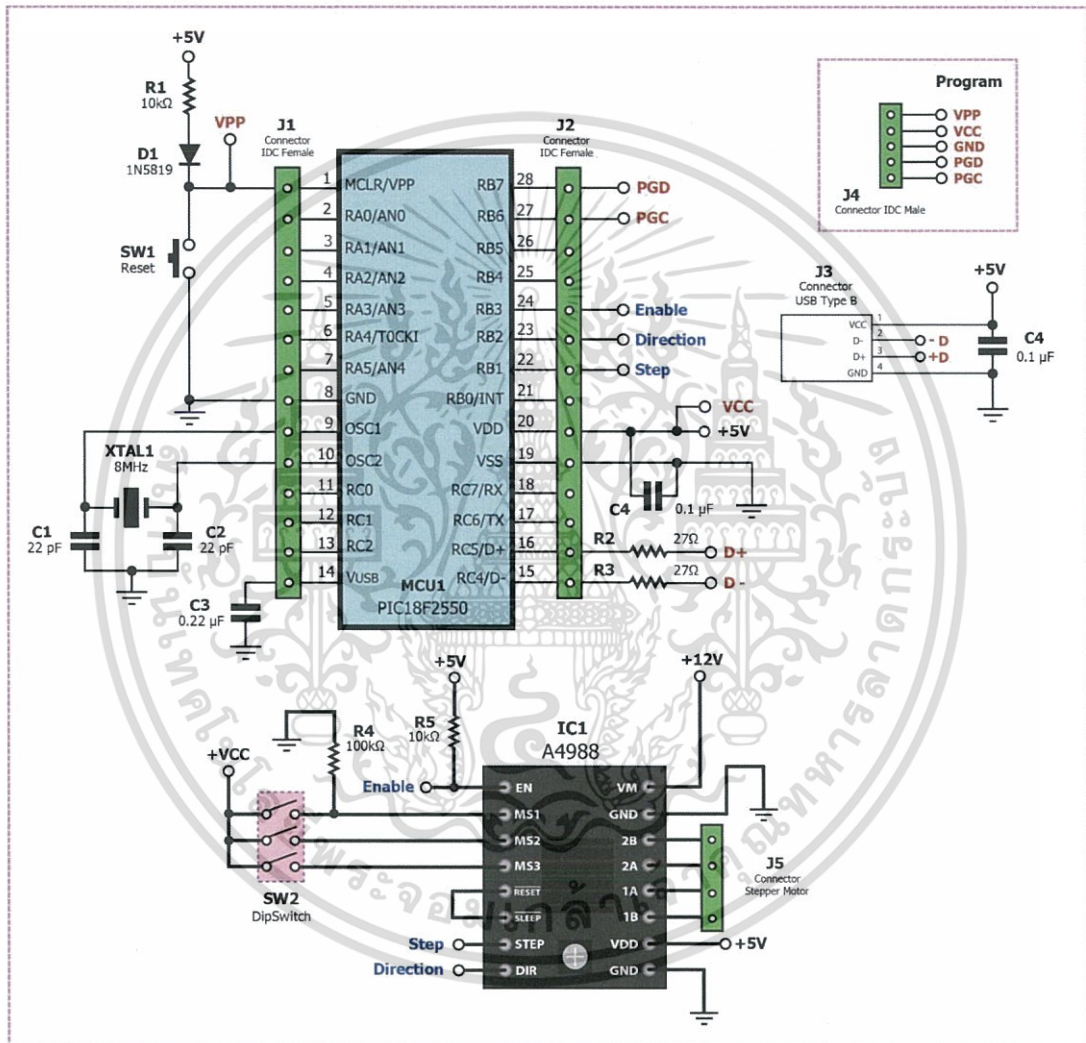 +5V
R1
10kΩ
VPP
D1
1N5819
SW1
Reset
J1
Connector
IDC Female
J2
Connector
IDC Female
1
2
3
4
5
6
7
8
9
10
11
12
13
14
MCLR/VPP
RA0/AN0
RA1/AN1
RA2/AN2
RA3/AN3
RA4/T0CKI
RA5/AN4
GND
OSC1
OSC2
RC0
RC1
RC2
VUSB
RB7
RB6
RB5
RB4
RB3
RB2
RB1
RB0/INT
VDD
VSS
RC7/RX
RC6/TX
RC5/D+
RC4/D-
MCU1
PIC18F2550
28
27
26
25
24
23
22
21
20
19
18
17
16
15
PGD
PGC
Enable
Direction
Step
VCC
+5V
C4
0.1 µF
R2
27Ω
D+
R3
27Ω
D -
XTAL1
8MHz
C1
22 pF
C2
22 pF
C3
0.22 µF
Program
VPP
VCC
GND
PGD
PGC
J4
Connector IDC Male
J3
Connector
USB Type B
VCC
D-
D+
GND
1
2
3
4
- D
+D
+5V
C4
0.1 µF
+5V
R5
10kΩ
R4
100kΩ
+VCC
Enable
SW2
DipSwitch
Step
Direction
IC1
A4988
EN
MS1
MS2
MS3
RESET
SLEEP
STEP
DIR
VM
GND
2B
2A
1A
1B
VDD
GND
+12V
J5
Connector
Stepper Motor
+5V